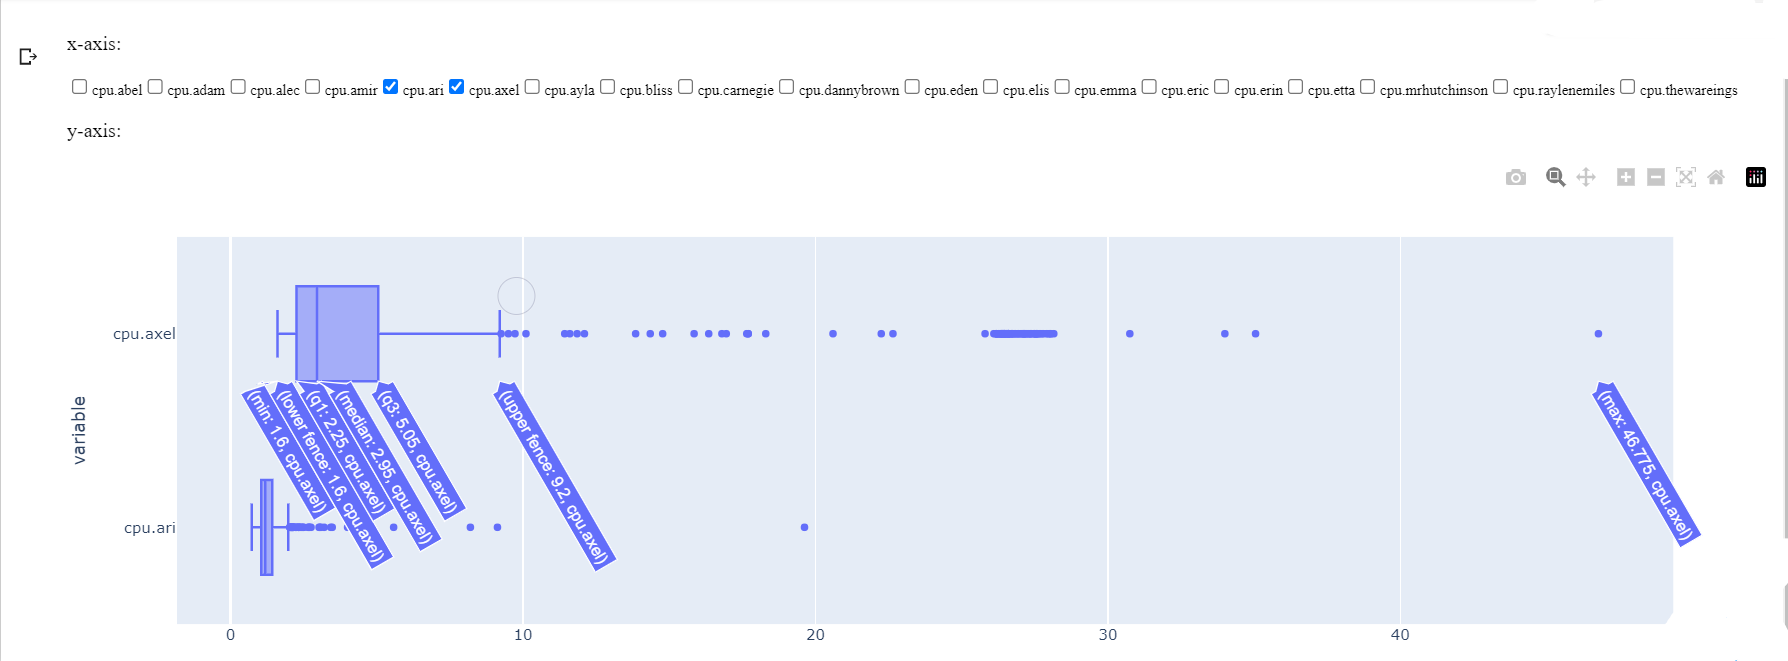 x-axis:
cpu.abel cpu.adam cpu.alec cpu.amir cpu.ari cpu.axel cpu.ayla cpu.bliss cpu.carnegie cpu.dannybrown cpu.eden cpu.elis cpu.emma cpu.eric cpu.erin cpu.etta cpu.mrhutchinson cpu.raylenemiles cpu.thewareings
y-axis:
cpu.axel
(min: 1.6, cpu.axel)
(lower fence: 1.6, cpu.axel)
(q1: 2.25, cpu.axel)
(median: 2.95, cpu.axel)
(q3: 5.05, cpu.axel)
(upper fence: 9.2, cpu.axel)
(max: 46.775, cpu.axel)
variable
cpu.ari
0 10 20 30 40